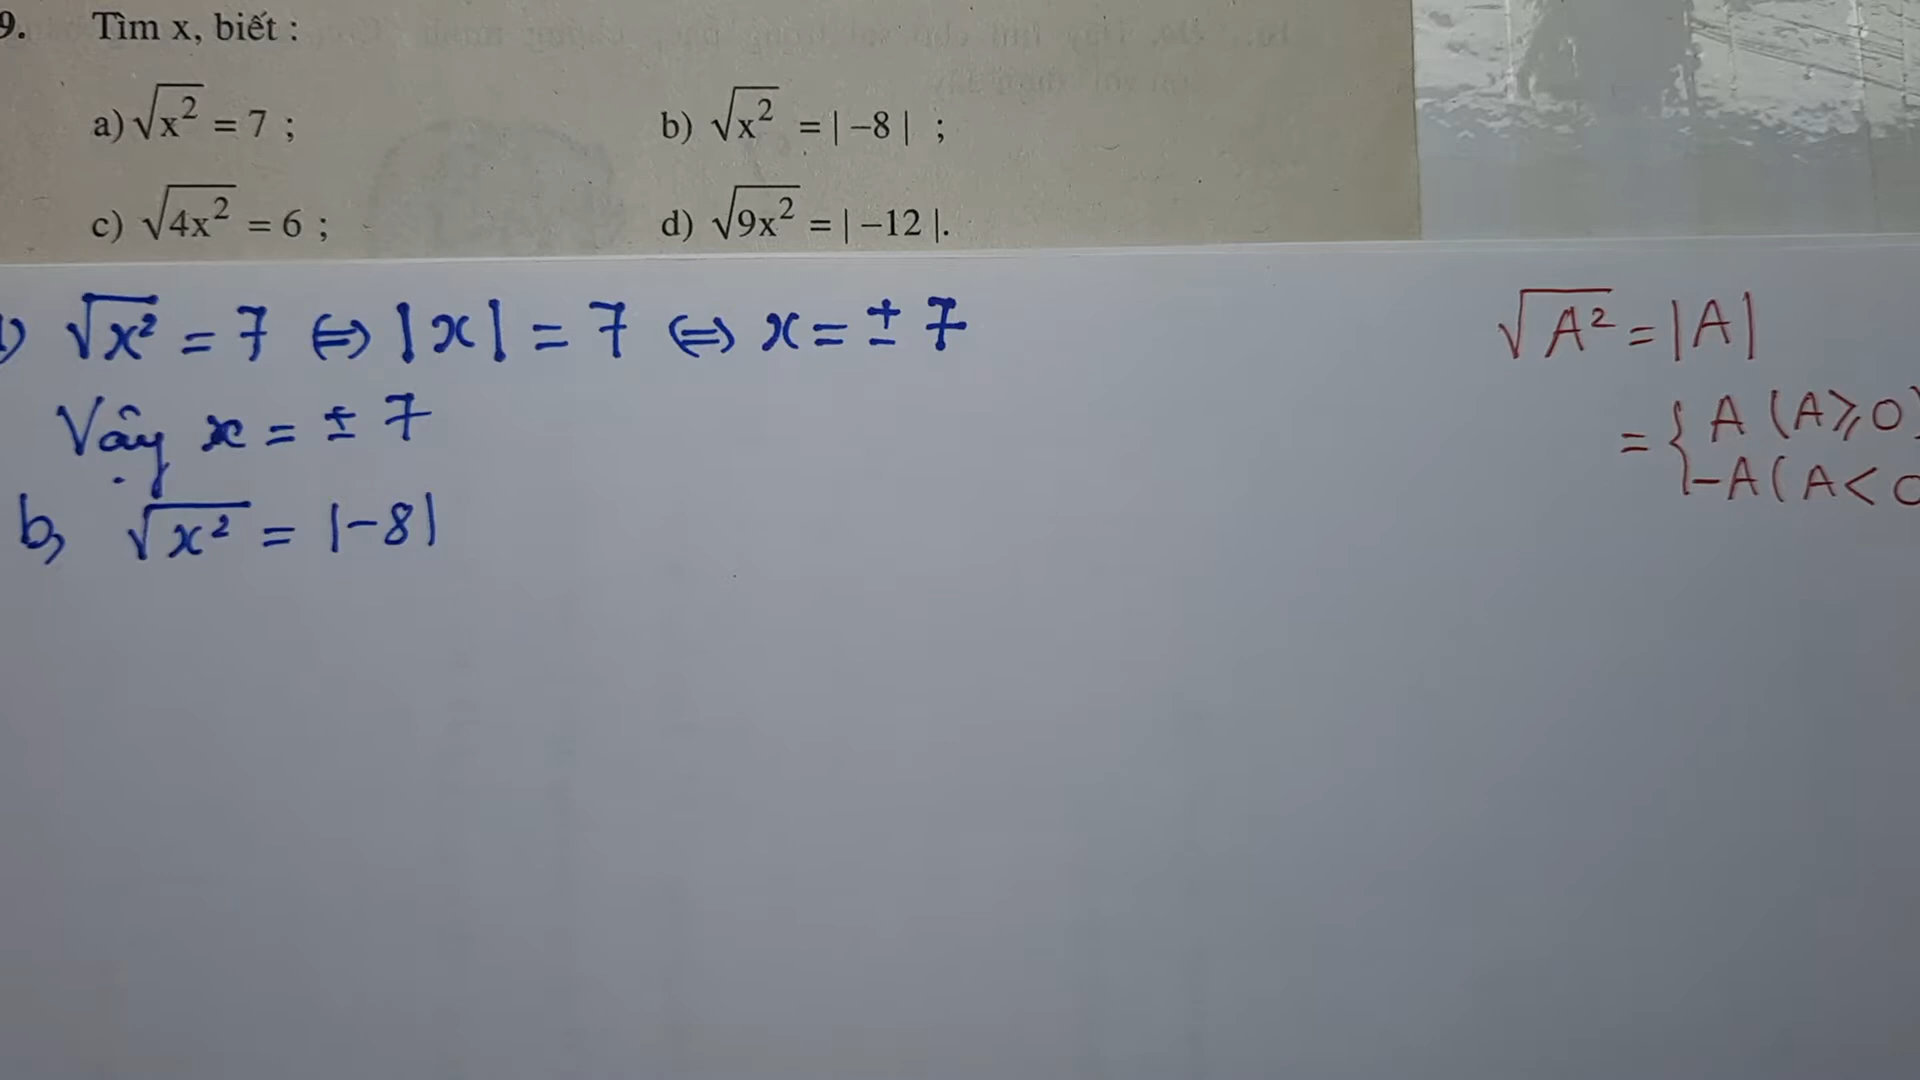 9. Tìm x, biết :
a) √x² = 7 ; b) √x² = | –8 | ;
c) √4x² = 6 ; d) √9x² = | –12 |.
) √x² = 7 ⇔ |x| = 7 ⇔ x = ± 7
Vậy x = ± 7
b, √x² = |-8|
√A² = |A|
= { A (A ≥ 0)
-A (A < 0